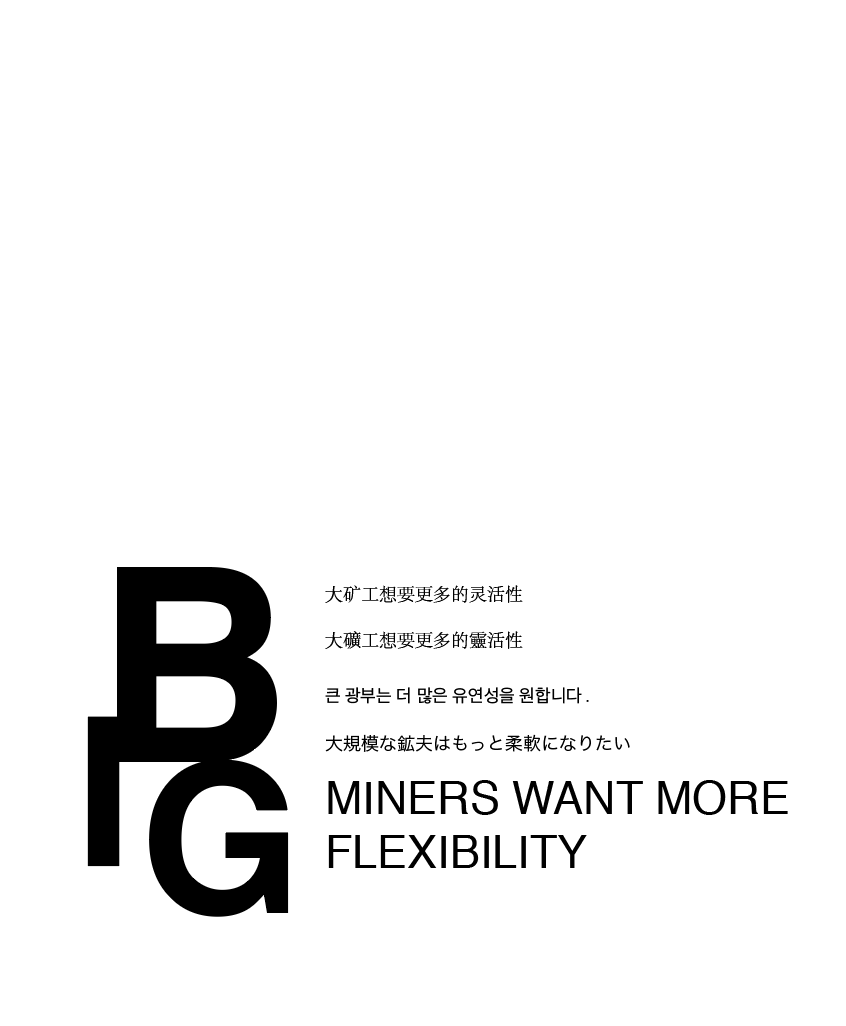 BIG
大矿工想要更多的灵活性
大礦工想要更多的靈活性
큰 광부는 더 많은 유연성을 원합니다 .
大規模な鉱夫はもっと柔軟になりたい
MINERS WANT MORE
FLEXIBILITY